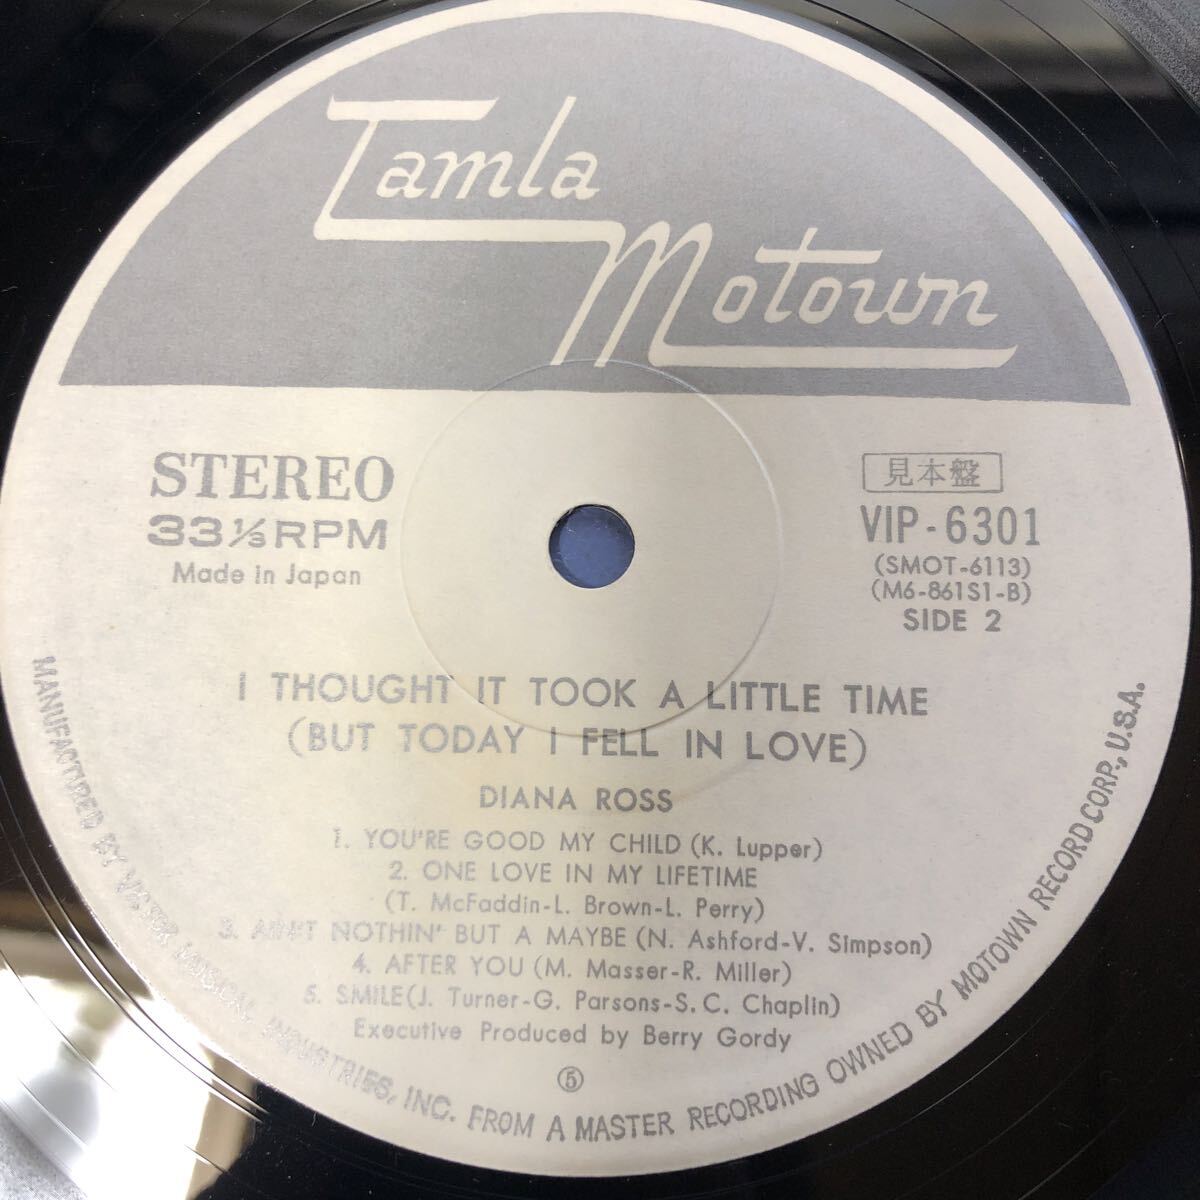 Tamla
Motown
STEREO
33 1/3 RPM
Made in Japan
見本盤
VIP-6301
(SMOT-6113)
(M6-861S1-B)
SIDE 2
I THOUGHT IT TOOK A LITTLE TIME
(BUT TODAY I FELL IN LOVE)
DIANA ROSS
1. YOU'RE GOOD MY CHILD (K. Lupper)
2. ONE LOVE IN MY LIFETIME
(T. McFaddin-L. Brown-L. Perry)
3. AIN'T NOTHIN' BUT A MAYBE (N. Ashford-V. Simpson)
4. AFTER YOU (M. Masser-R. Miller)
5. SMILE(J. Turner-G. Parsons-S.C. Chaplin)
Executive Produced by Berry Gordy
⑤
MANUFACTURED BY VICTOR MUSICAL INDUSTRIES, INC. FROM A MASTER RECORDING OWNED BY MOTOWN RECORD CORP., U.S.A.